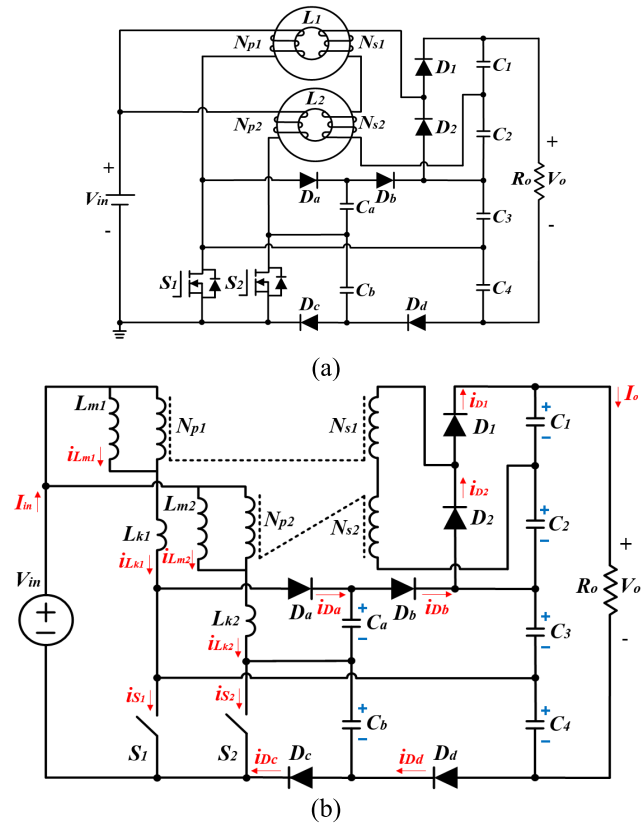 L1
Np1
Ns1
D1
C1
L2
Np2
Ns2
D2
C2
+
Vin
-
Da
Db
Ca
Ro
+
Vo
-
C3
S1
S2
Cb
C4
Dc
Dd
(a)
Lm1
Np1
iLm1
Ns1
iD1
D1
+
C1
−
Io
Iin
Lm2
Np2
Ns2
iD2
D2
+
C2
−
Lk1
iLk1
iLm2
Vin
+
−
Da
iDa
Db
iDb
Lk2
iLk2
+
Ca
−
+
C3
−
Ro
+
Vo
-
iS1
iS2
S1
S2
+
Cb
−
+
C4
−
iDc
Dc
iDd
Dd
(b)